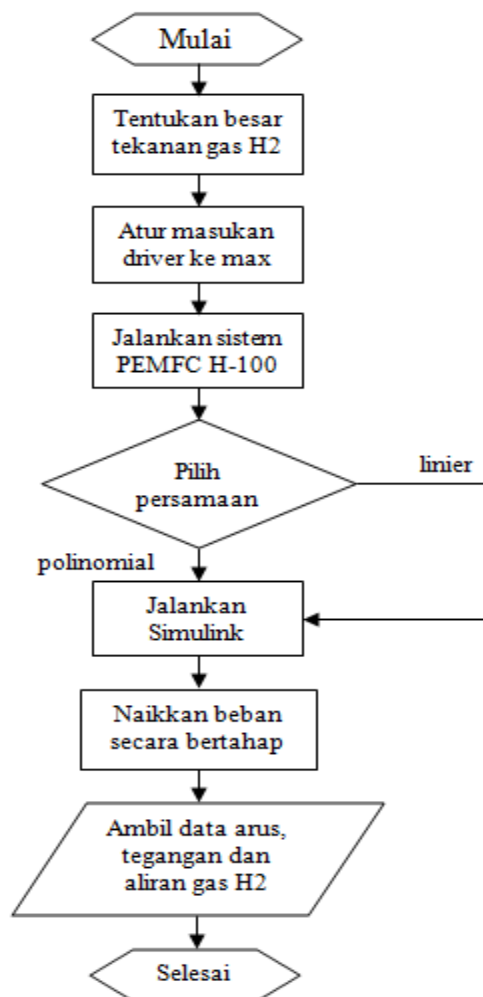 Mulai
Tentukan besar
tekanan gas H2
Atur masukan
driver ke max
Jalankan sistem
PEMFC H-100
Pilih
persamaan
linier
polinomial
Jalankan
Simulink
Naikkan beban
secara bertahap
Ambil data arus,
tegangan dan
aliran gas H2
Selesai